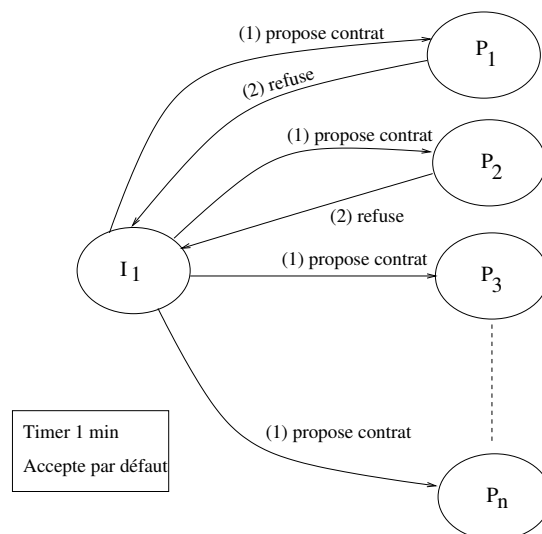 (1) propose contrat
P1
(2) refuse
(1) propose contrat
P2
(2) refuse
I1
(1) propose contrat
P3
(1) propose contrat
Timer 1 min
Accepte par défaut
Pn